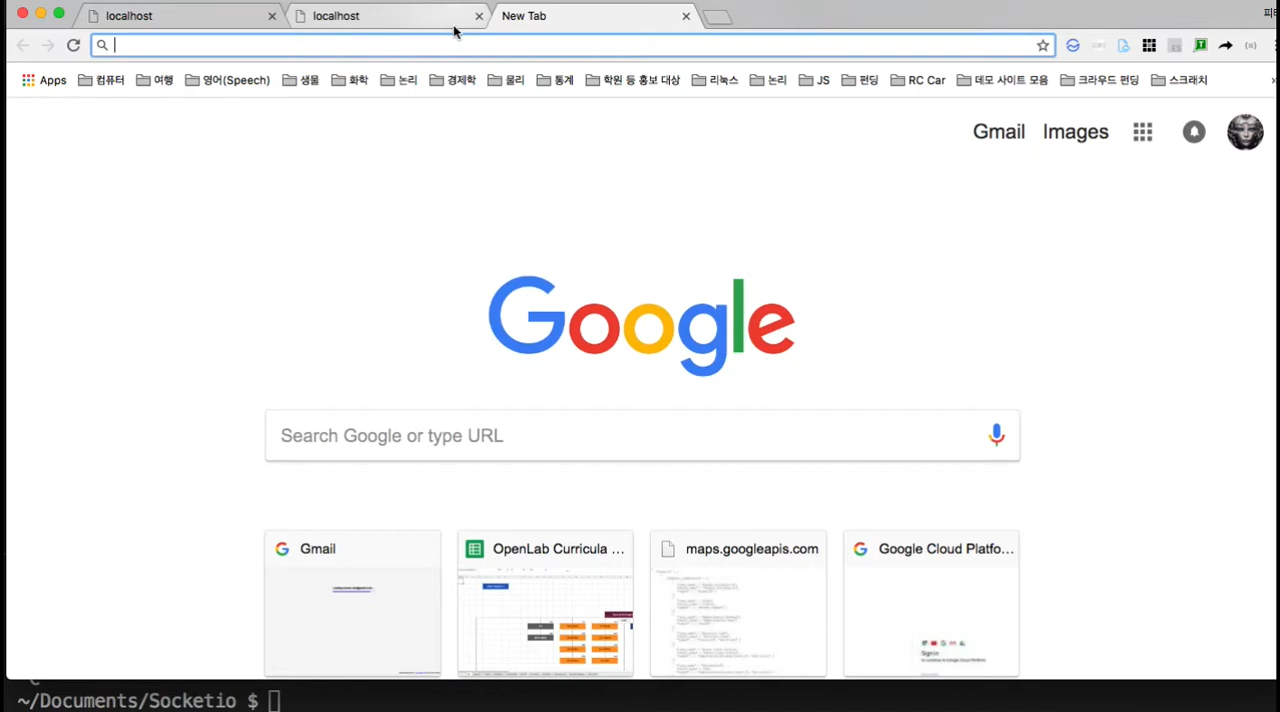 localhost
localhost
New Tab
Apps 컴퓨터 여행 영어(Speech) 생물 화학 논리 경제학 물리 통계 학원 등 홍보 대상 리눅스 논리 JS 펀딩 RC Car 데모 사이트 모음 크라우드 펀딩 스크래치 »
Gmail Images
Google
Search Google or type URL
Gmail
OpenLab Curricula ...
maps.googleapis.com
Google Cloud Platfo...
~/Documents/Socketio $